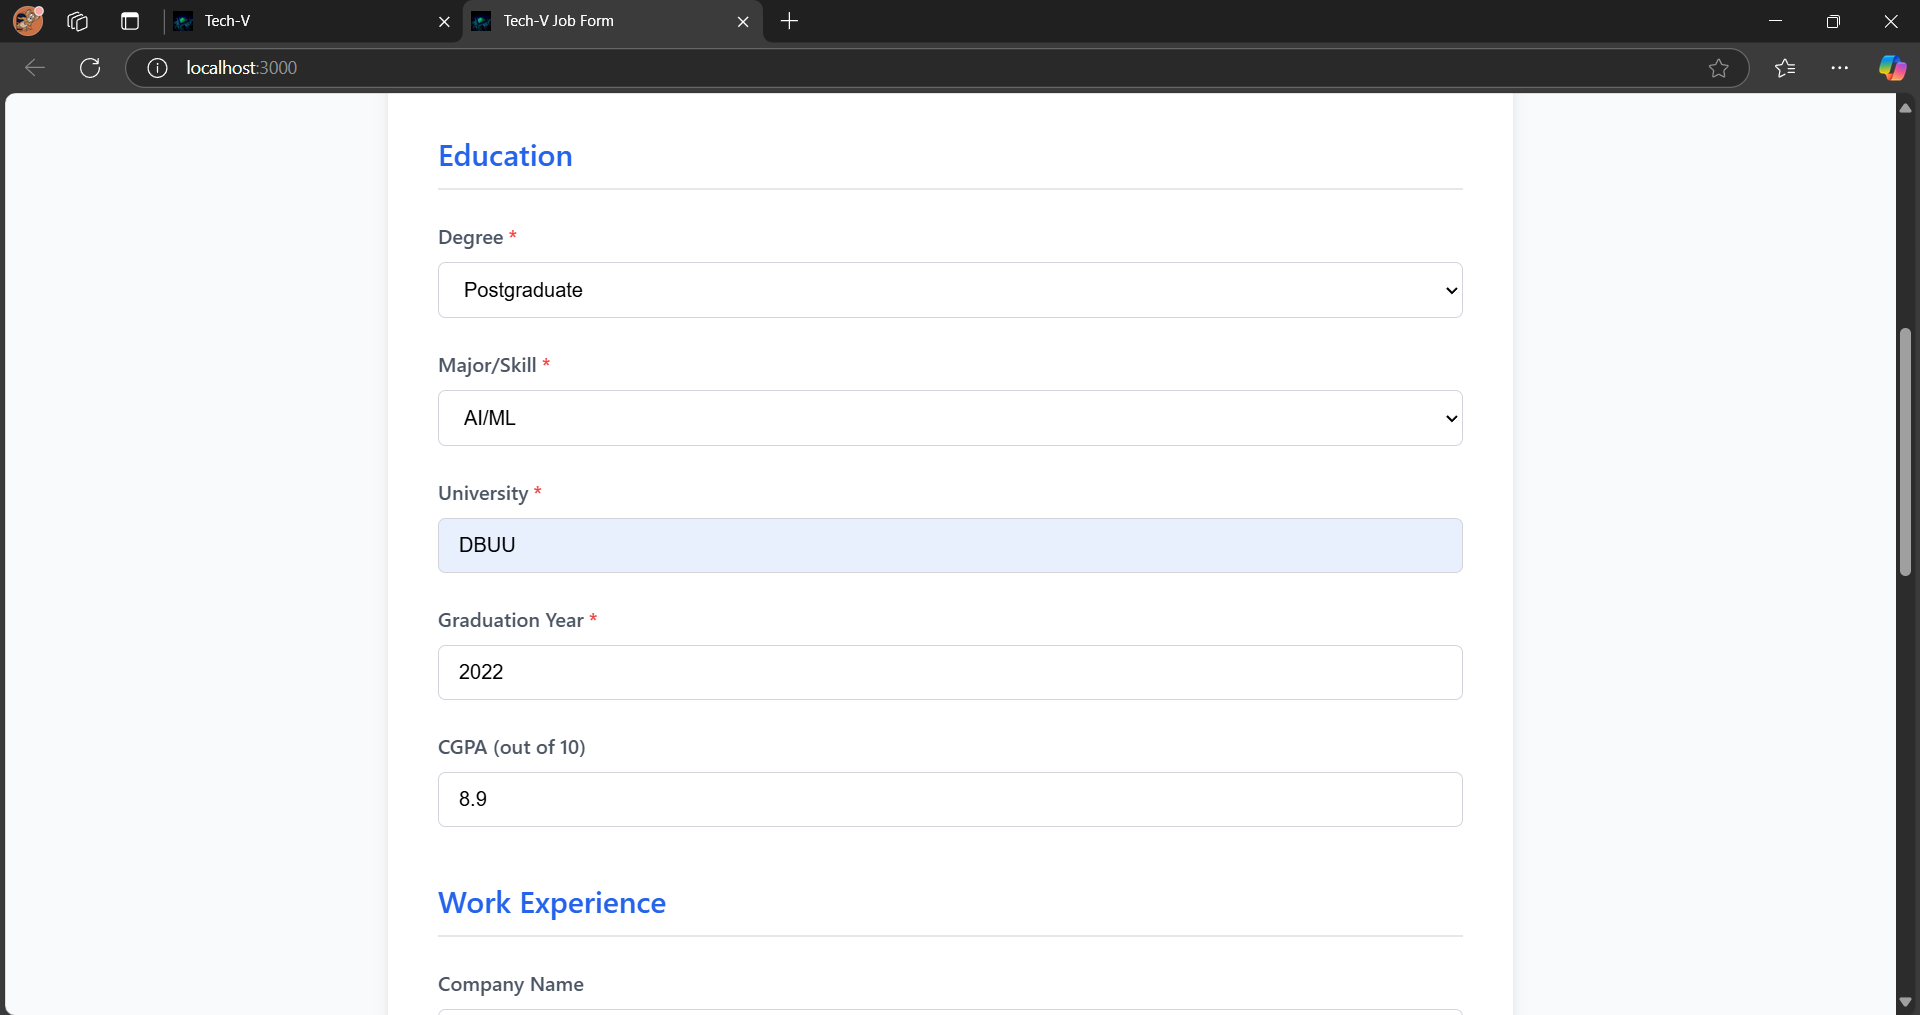 Tech-V
Tech-V Job Form
localhost:3000
Education
Degree *
Postgraduate
Major/Skill *
AI/ML
University *
DBUU
Graduation Year *
2022
CGPA (out of 10)
8.9
Work Experience
Company Name